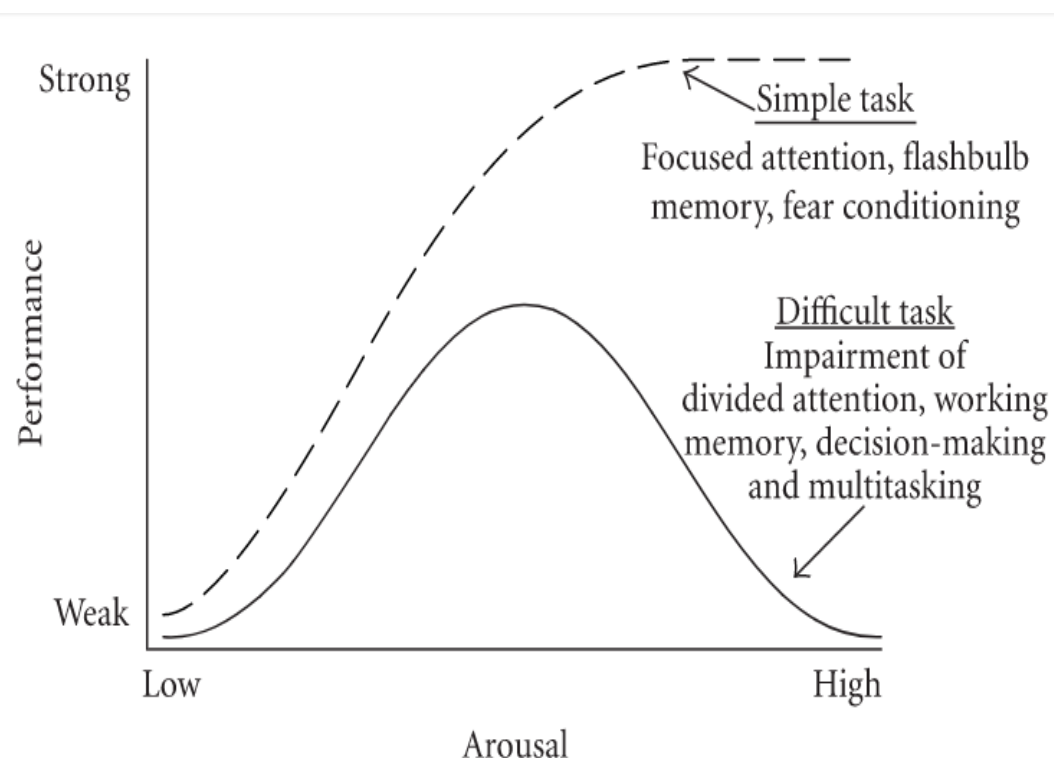 Strong
Simple task
Focused attention, flashbulb
memory, fear conditioning
Performance
Difficult task
Impairment of
divided attention, working
memory, decision-making
and multitasking
Weak
Low
High
Arousal